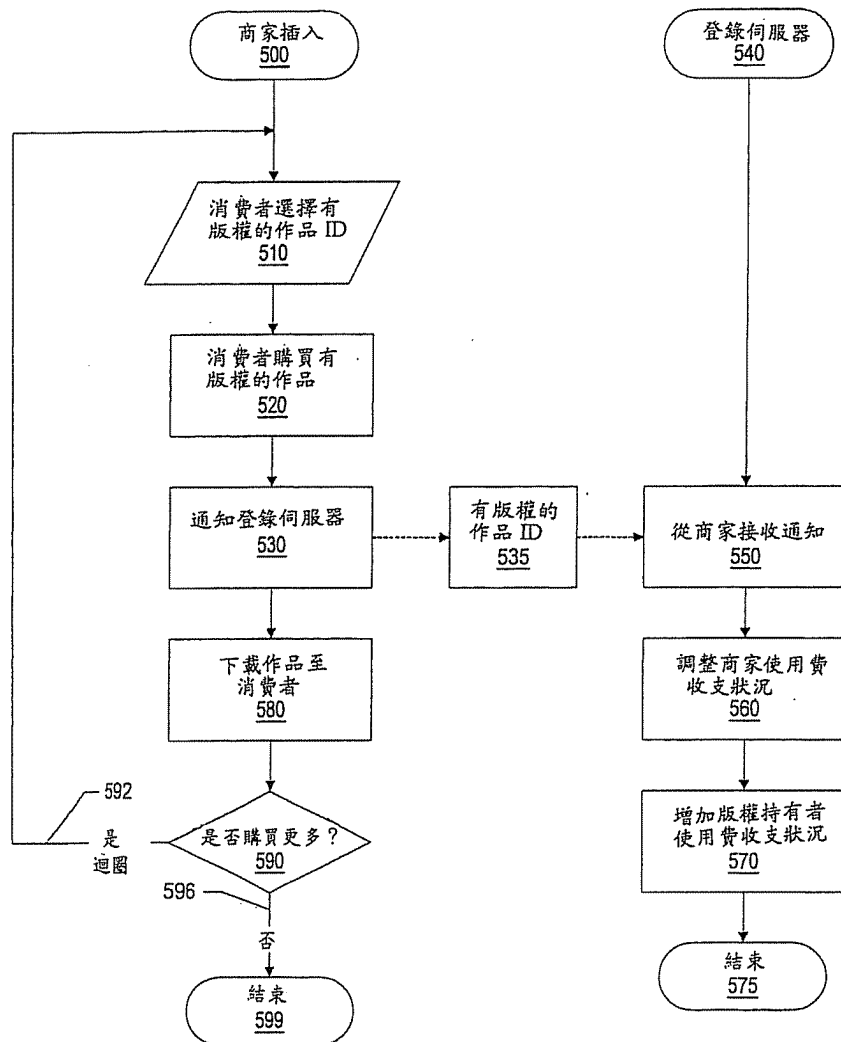 商家插入
500
登錄伺服器
540
消費者選擇有
版權的作品 ID
510
消費者購買有
版權的作品
520
通知登錄伺服器
530
有版權的
作品 ID
535
從商家接收通知
550
下載作品至
消費者
580
調整商家使用費
收支狀況
560
592
是
迴圈
是否購買更多?
590
增加版權持有者
使用費收支狀況
570
596
否
結束
599
結束
575